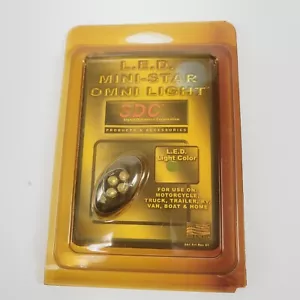 L.E.D.
MINI-STAR
OMNI LIGHT
SDC
PRODUCTS & ACCESSORIES
L.E.D.
Light Color
FOR USE ON:
MOTORCYCLE,
TRUCK, TRAILER, RV
VAN, BOAT & HOME